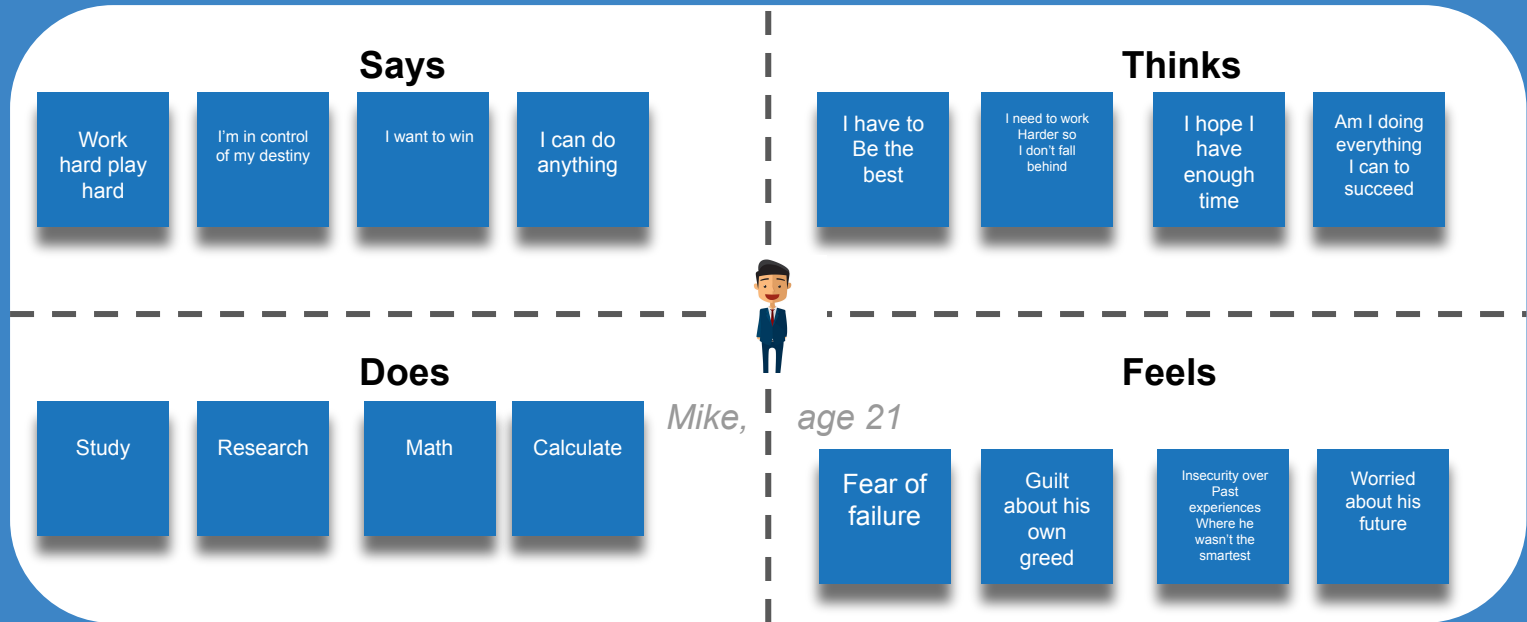 Says
Work
hard play
hard
I'm in control
of my destiny
I want to win
I can do
anything
Thinks
I have to
Be the
best
I need to work
Harder so
I don't fall
behind
I hope I
have
enough
time
Am I doing
everything
I can to
succeed
Does
Study
Research
Math
Calculate
Mike, age 21
Feels
Fear of
failure
Guilt
about his
own
greed
Insecurity over
Past
experiences
Where he
wasn't the
smartest
Worried
about his
future